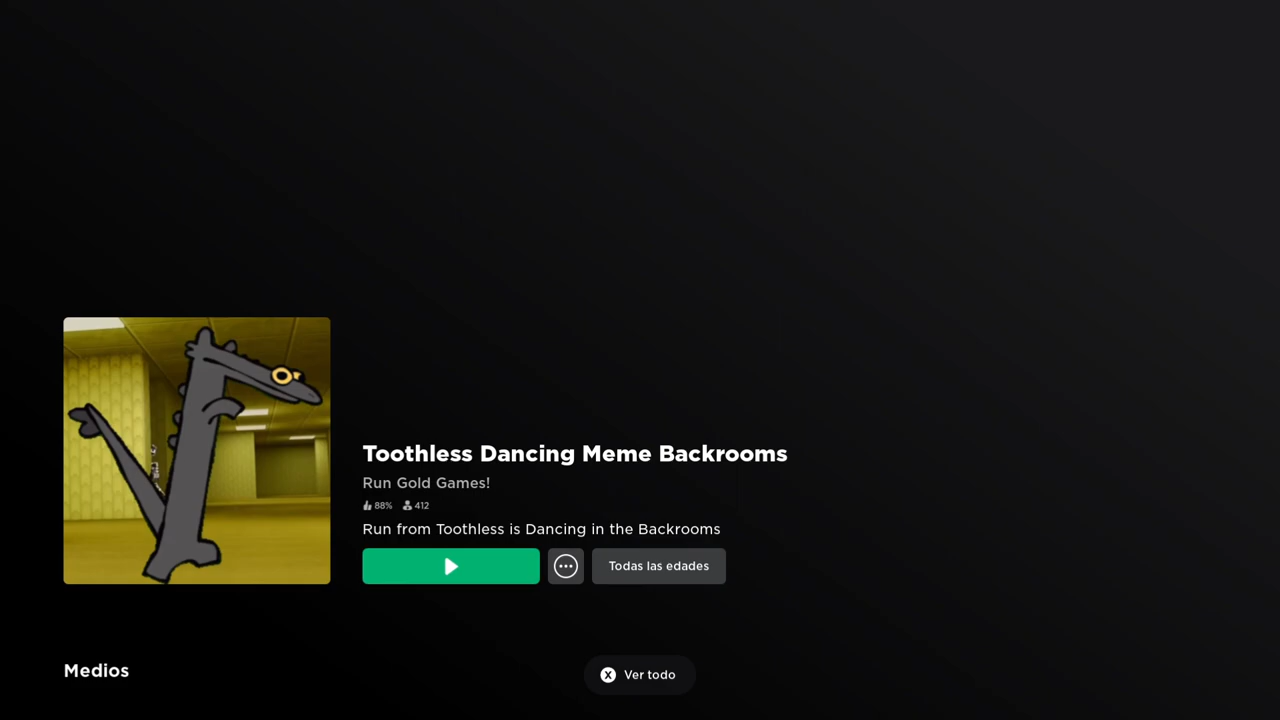 Toothless Dancing Meme Backrooms
Run Gold Games!
88% 412
Run from Toothless is Dancing in the Backrooms
Todas las edades
Medios
X Ver todo